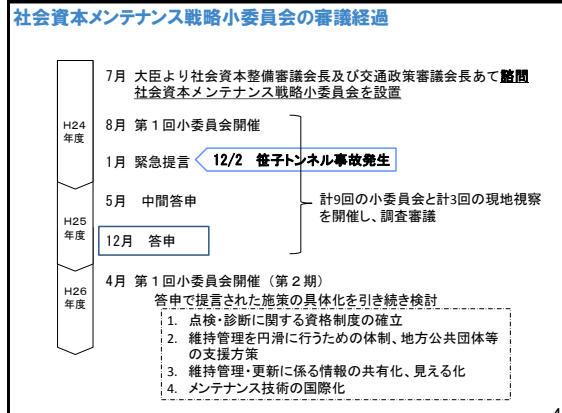 社会資本メンテナンス戦略小委員会の審議経過
H24
年度
7月 大臣より社会資本整備審議会長及び交通政策審議会長あて諮問
社会資本メンテナンス戦略小委員会を設置
8月 第1回小委員会開催
1月 緊急提言
12/2 笹子トンネル事故発生
5月 中間答申
計9回の小委員会と計3回の現地視察
を開催し、調査審議
H25
年度
12月 答申
H26
年度
4月 第1回小委員会開催(第2期)
答申で提言された施策の具体化を引き続き検討
1. 点検・診断に関する資格制度の確立
2. 維持管理を円滑に行うための体制、地方公共団体等
の支援方策
3. 維持管理・更新に係る情報の共有化、見える化
4. メンテナンス技術の国際化
4